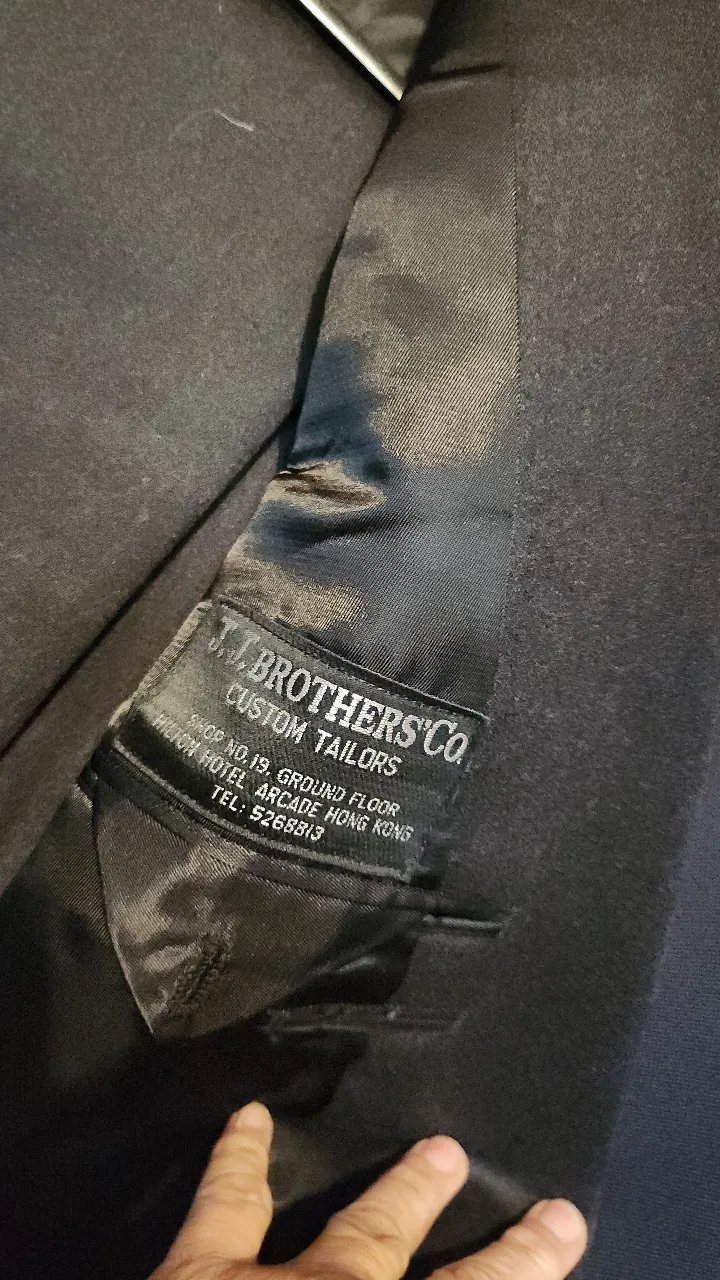 J.J. BROTHERS' CO.
CUSTOM TAILORS
SHOP NO. 19, GROUND FLOOR
HILTON HOTEL ARCADE HONG KONG
TEL: 5268813